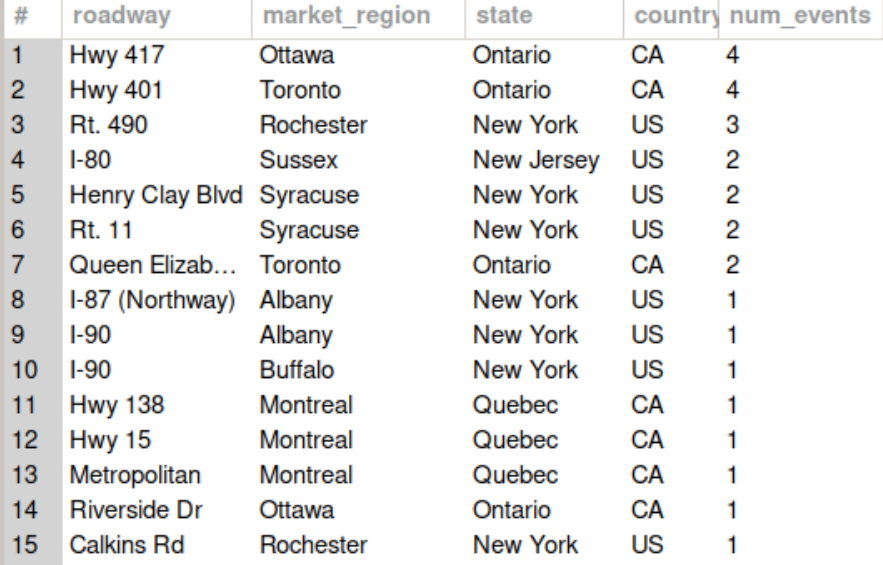 # roadway market_region state country num_events
1 Hwy 417 Ottawa Ontario CA 4
2 Hwy 401 Toronto Ontario CA 4
3 Rt. 490 Rochester New York US 3
4 I-80 Sussex New Jersey US 2
5 Henry Clay Blvd Syracuse New York US 2
6 Rt. 11 Syracuse New York US 2
7 Queen Elizab... Toronto Ontario CA 2
8 I-87 (Northway) Albany New York US 1
9 I-90 Albany New York US 1
10 I-90 Buffalo New York US 1
11 Hwy 138 Montreal Quebec CA 1
12 Hwy 15 Montreal Quebec CA 1
13 Metropolitan Montreal Quebec CA 1
14 Riverside Dr Ottawa Ontario CA 1
15 Calkins Rd Rochester New York US 1